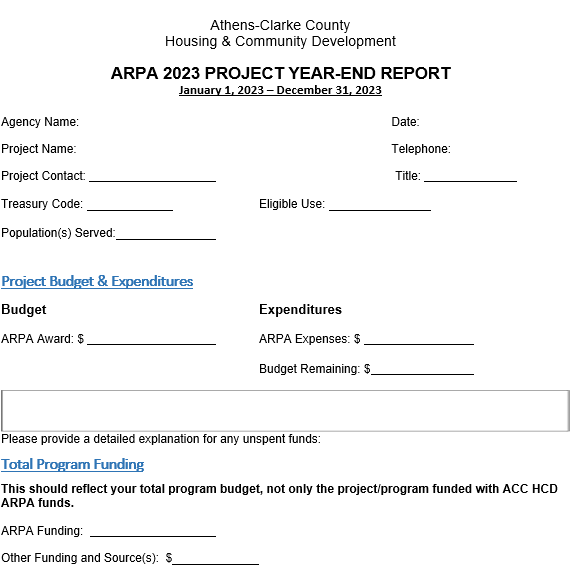 Athens-Clarke County
Housing & Community Development
ARPA 2023 PROJECT YEAR-END REPORT
January 1, 2023 – December 31, 2023
Agency Name: Date:
Project Name: Telephone:
Project Contact: ___________________ Title: ______________
Treasury Code: _____________ Eligible Use: _______________
Population(s) Served:_______________
Project Budget & Expenditures
Budget Expenditures
ARPA Award: $ ___________________ ARPA Expenses: $ ________________
Budget Remaining: $_______________
Please provide a detailed explanation for any unspent funds:
Total Program Funding
This should reflect your total program budget, not only the project/program funded with ACC HCD
ARPA funds.
ARPA Funding: ___________________
Other Funding and Source(s): $_____________